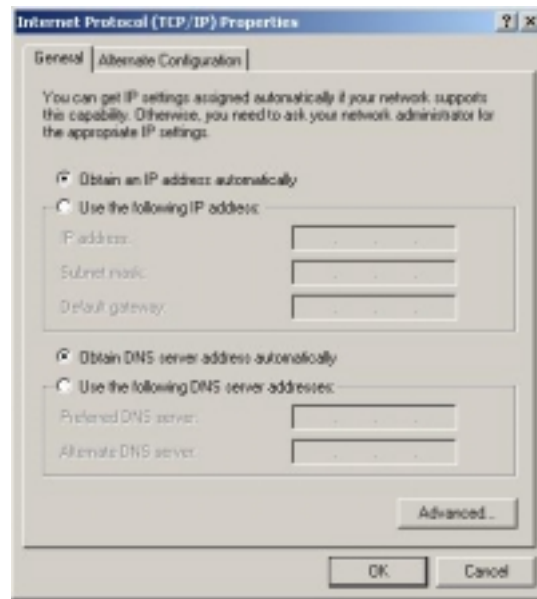 Internet Protocol (TCP/IP) Properties
General
Alternate Configuration
You can get IP settings assigned automatically if your network supports
this capability. Otherwise, you need to ask your network administrator for
the appropriate IP settings.
Obtain an IP address automatically
Use the following IP address:
IP address:
Subnet mask:
Default gateway:
Obtain DNS server address automatically
Use the following DNS server addresses:
Preferred DNS server:
Alternate DNS server:
Advanced...
OK
Cancel